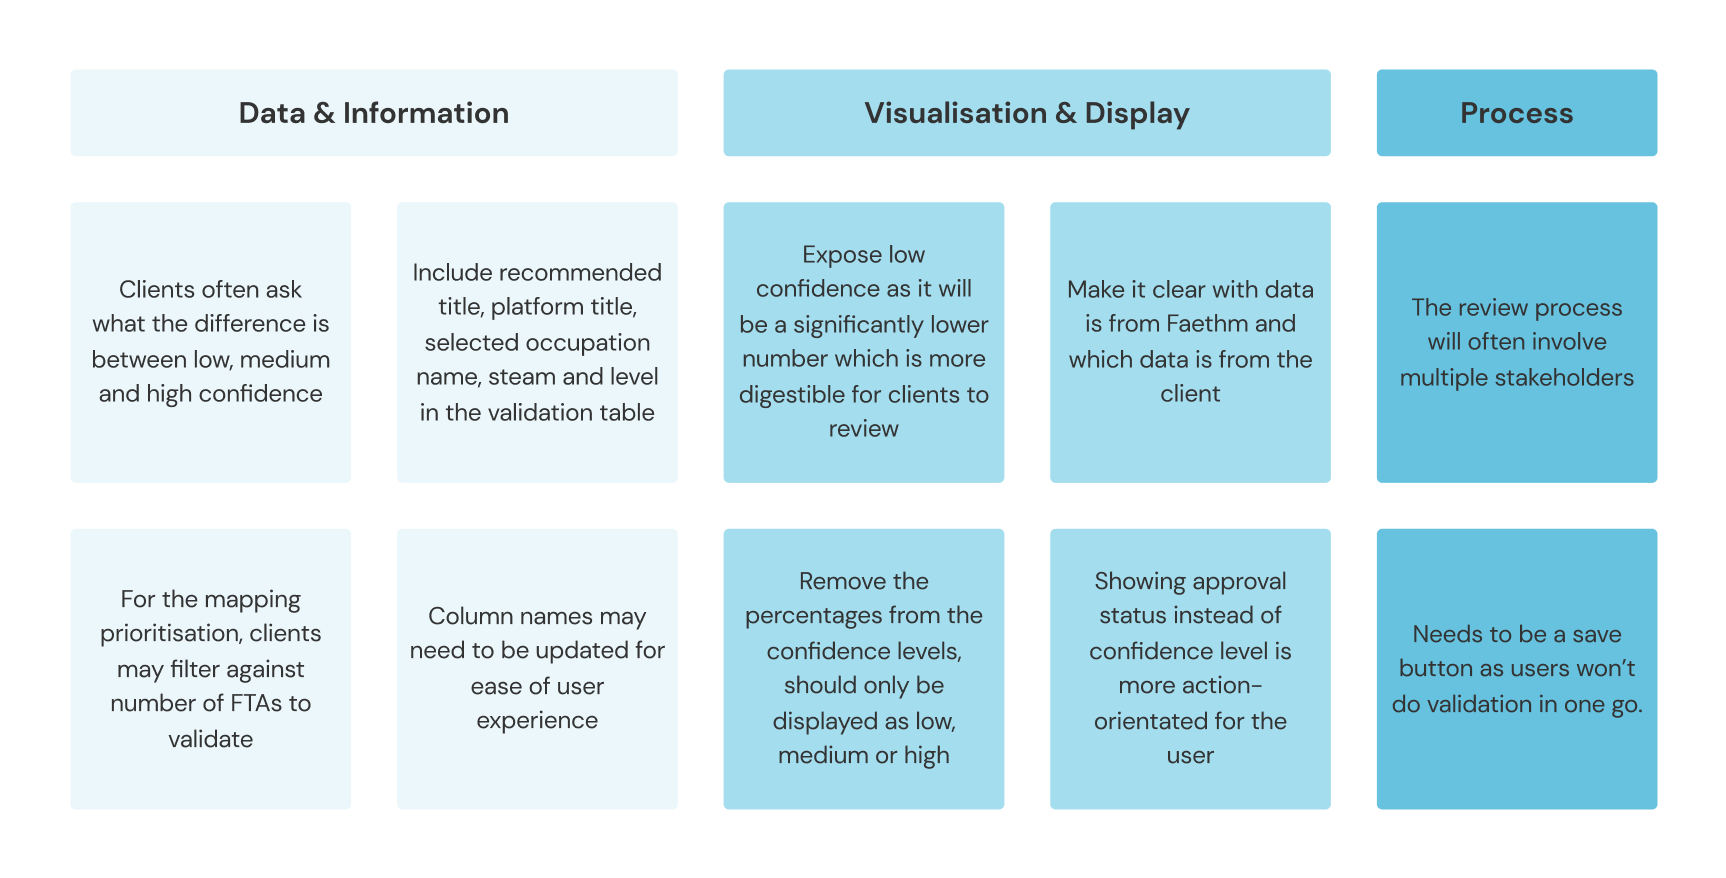 Data & Information
Visualisation & Display
Process
Clients often ask
what the difference is
between low, medium
and high confidence
Include recommended
title, platform title,
selected occupation
name, steam and level
in the validation table
Expose low
confidence as it will
be a significantly lower
number which is more
digestible for clients to
review
Make it clear with data
is from Faethm and
which data is from the
client
The review process
will often involve
multiple stakeholders
For the mapping
prioritisation, clients
may filter against
number of FTAs to
validate
Column names may
need to be updated for
ease of user
experience
Remove the
percentages from the
confidence levels,
should only be
displayed as low,
medium or high
Showing approval
status instead of
confidence level is
more action-
orientated for the
user
Needs to be a save
button as users won’t
do validation in one go.